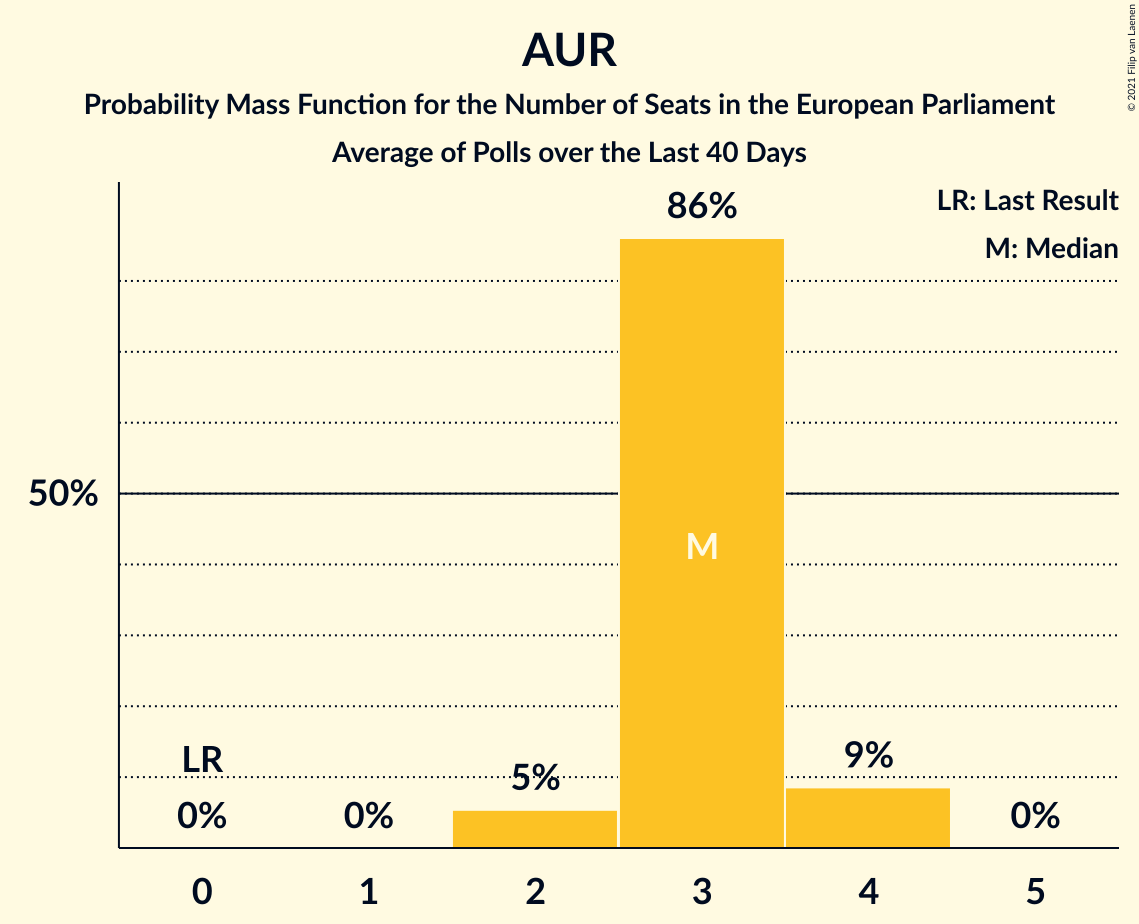 AUR
Probability Mass Function for the Number of Seats in the European Parliament
Average of Polls over the Last 40 Days
© 2021 Filip van Laenen
LR: Last Result
M: Median
86%
50%
M
LR
0%
0%
5%
9%
0%
0
1
2
3
4
5